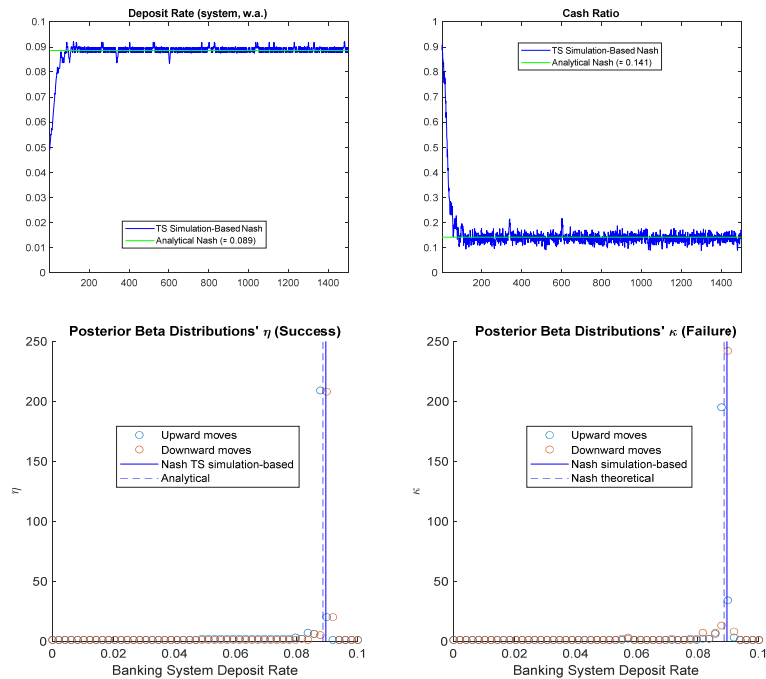 Deposit Rate (system, w.a.)
0.1
0.09
0.08
0.07
0.06
0.05
0.04
0.03
0.02
0.01
0
TS Simulation-Based Nash
Analytical Nash (= 0.089)
200 400 600 800 1000 1200 1400
Cash Ratio
1
0.9
0.8
0.7
0.6
0.5
0.4
0.3
0.2
0.1
0
TS Simulation-Based Nash
Analytical Nash (= 0.141)
200 400 600 800 1000 1200 1400
Posterior Beta Distributions' η (Success)
250
200
150
100
50
0
η
Upward moves
Downward moves
Nash TS simulation-based
Analytical
0 0.02 0.04 0.06 0.08 0.1
Banking System Deposit Rate
Posterior Beta Distributions' κ (Failure)
250
200
150
100
50
0
κ
Upward moves
Downward moves
Nash simulation-based
Nash theoretical
0 0.02 0.04 0.06 0.08 0.1
Banking System Deposit Rate